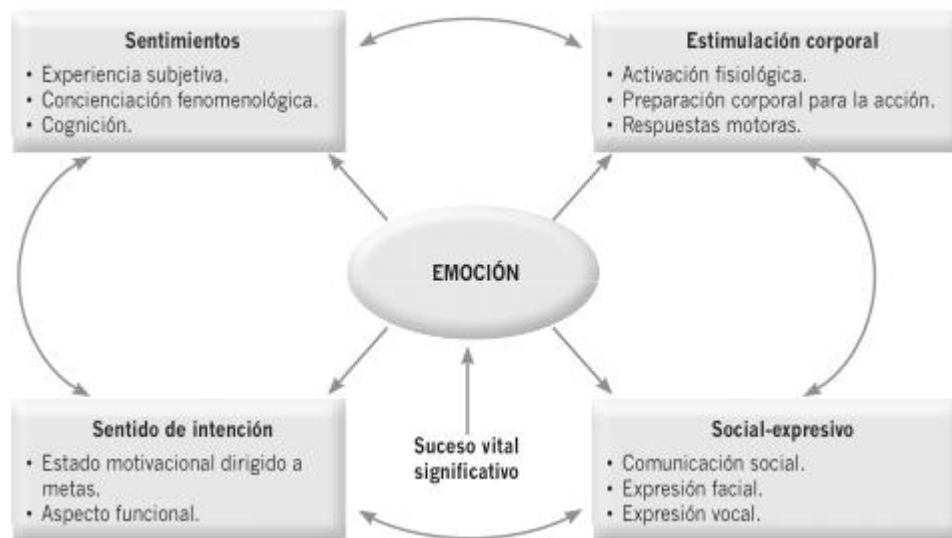 Sentimientos
• Experiencia subjetiva.
• Concienciación fenomenológica.
• Cognición.
Estimulación corporal
• Activación fisiológica.
• Preparación corporal para la acción.
• Respuestas motoras.
EMOCIÓN
Sentido de intención
• Estado motivacional dirigido a
metas.
• Aspecto funcional.
Suceso vital
significativo
Social-expresivo
• Comunicación social.
• Expresión facial.
• Expresión vocal.